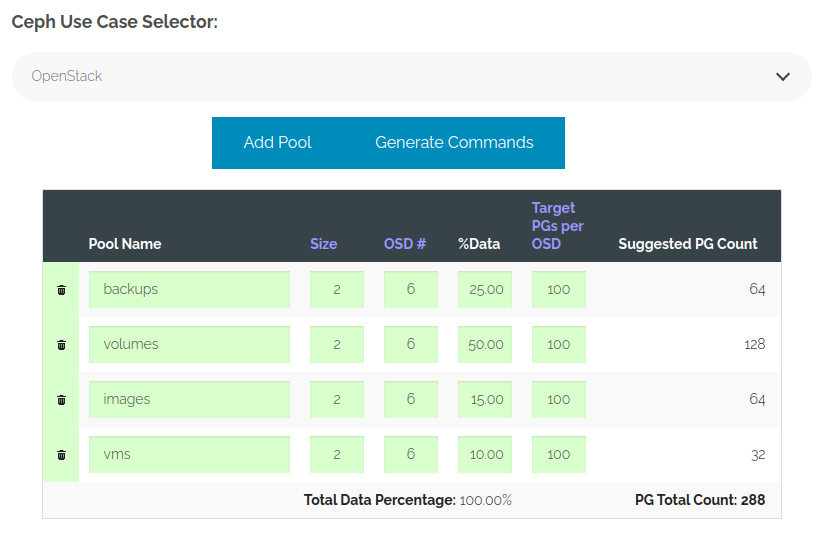 Ceph Use Case Selector:
OpenStack
Add Pool Generate Commands
Pool Name Size OSD # %Data Target PGs per OSD Suggested PG Count
backups 2 6 25.00 100 64
volumes 2 6 50.00 100 128
images 2 6 15.00 100 64
vms 2 6 10.00 100 32
Total Data Percentage: 100.00% PG Total Count: 288